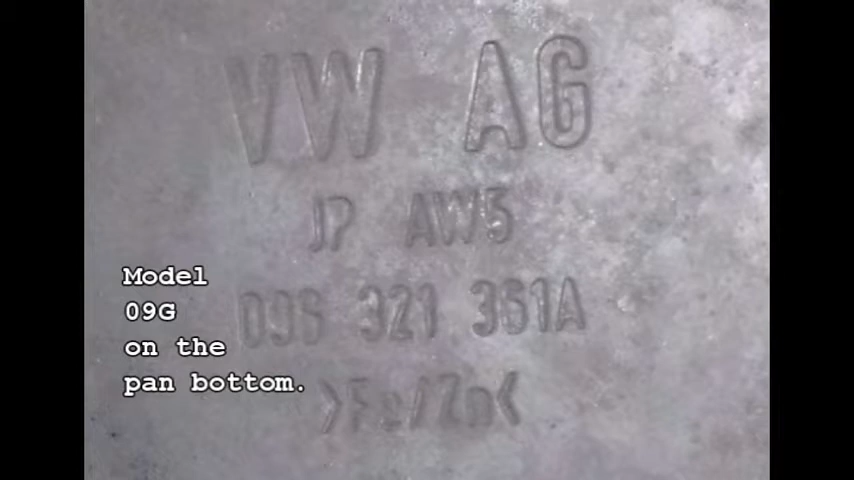 VW AG
JP AW5
09G 321 361A
>Fe/Zn<
Model
09G
on the
pan bottom.